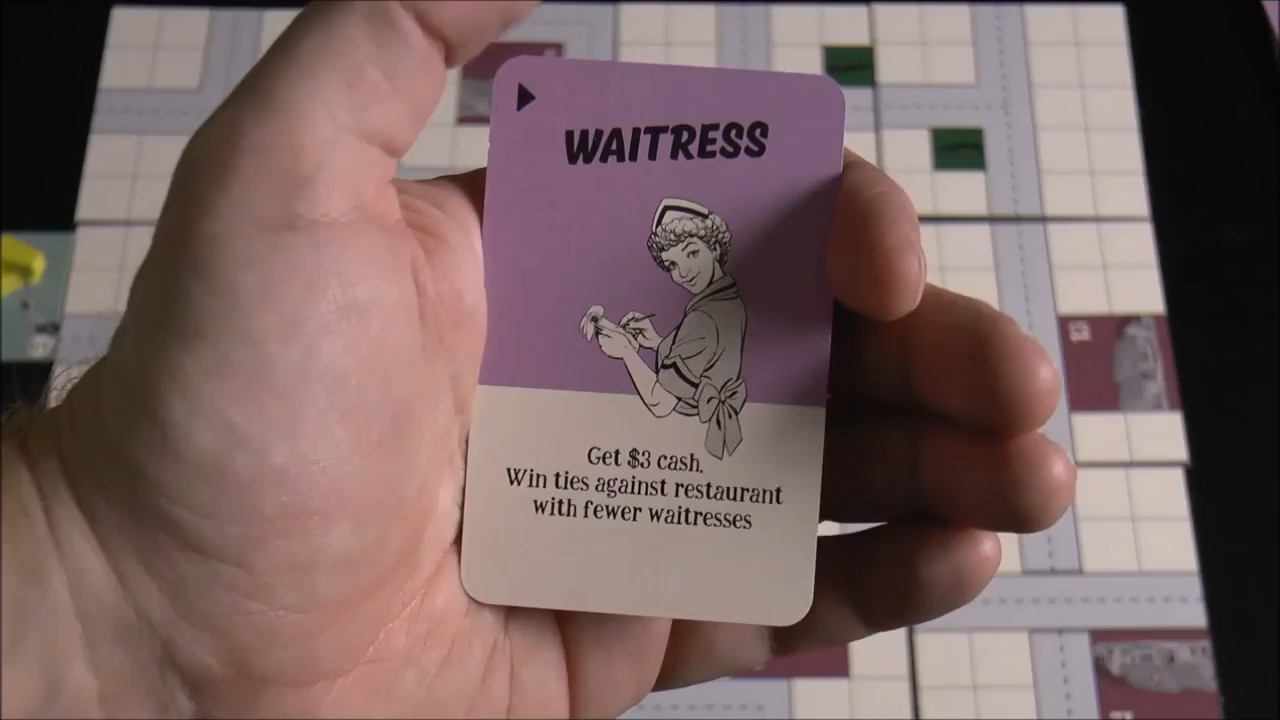 WAITRESS
Get $3 cash.
Win ties against restaurant
with fewer waitresses